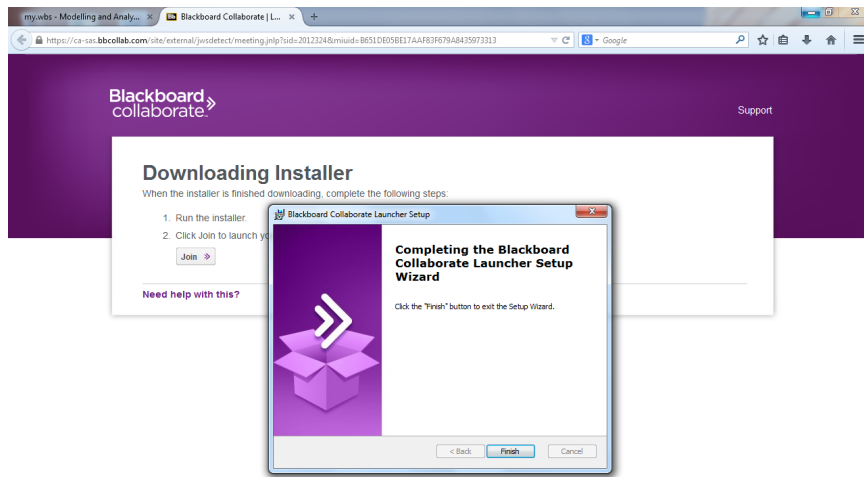 my.wbs - Modelling and Analy...
Blackboard Collaborate | L...
https://ca-sas.bbcollab.com/site/external/jwsdetect/meeting.jnlp?sid=2012324&miuid=B651DE05BE17AAF83F679A8435973313
Google
Blackboard
collaborate
Support
Downloading Installer
When the installer is finished downloading, complete the following steps:
1. Run the installer.
2. Click Join to launch yo
Join
Need help with this?
Blackboard Collaborate Launcher Setup
Completing the Blackboard
Collaborate Launcher Setup
Wizard
Click the "Finish" button to exit the Setup Wizard.
< Back
Finish
Cancel